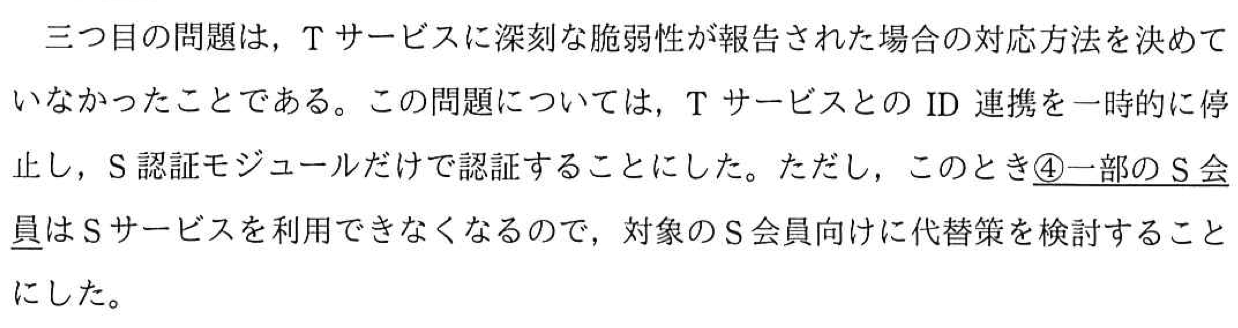 三つ目の問題は，T サービスに深刻な脆弱性が報告された場合の対応方法を決めて
いなかったことである。この問題については，T サービスとの ID 連携を一時的に停
止し，S 認証モジュールだけで認証することにした。ただし，このとき④一部の S 会
員は S サービスを利用できなくなるので，対象の S 会員向けに代替策を検討すること
にした。